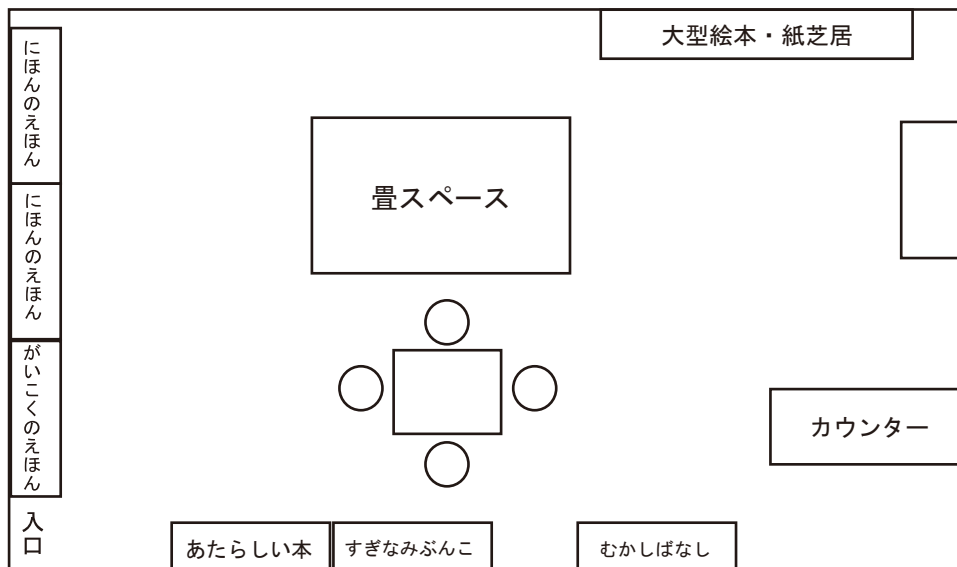 大型絵本・紙芝居
にほんのえほん
にほんのえほん
がいこくのえほん
畳スペース
カウンター
入口
あたらしい本
すぎなみぶんこ
むかしばなし